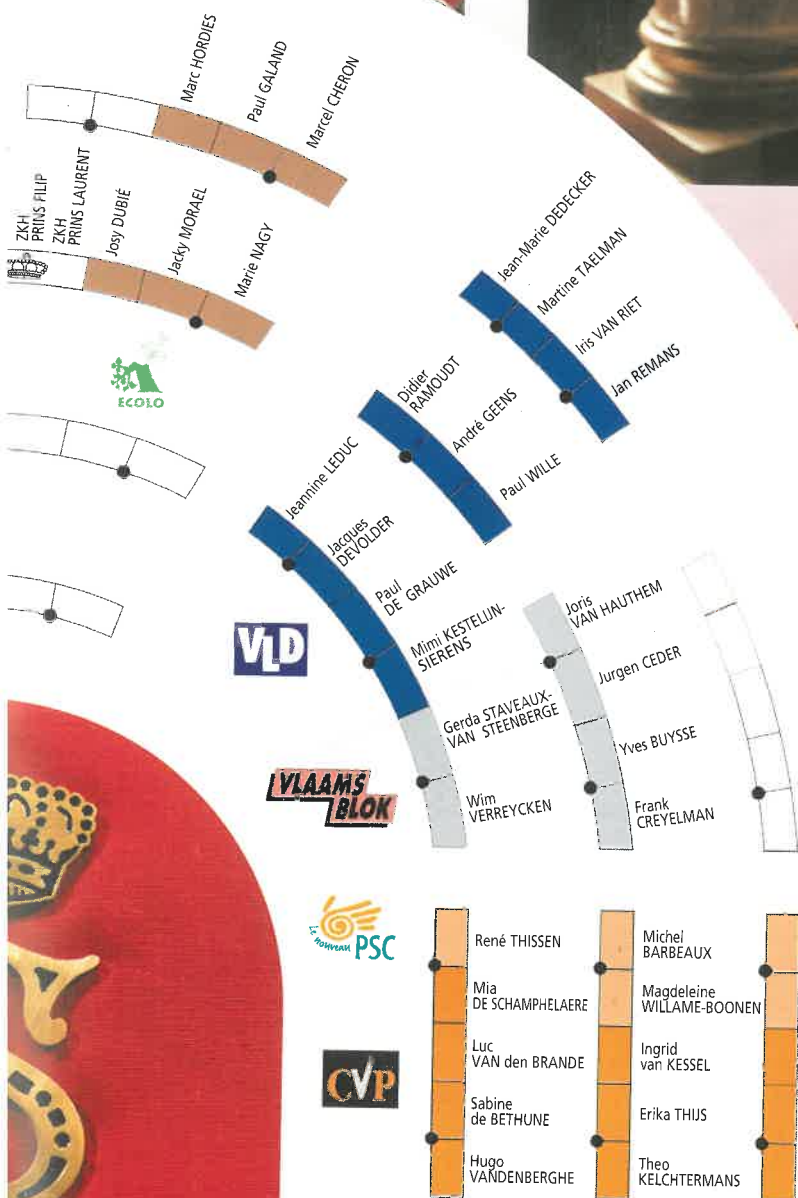 Marc HORDIES
Paul GALAND
Marcel CHERON
ZKH
PRINS FILIP
ZKH
PRINS LAURENT
Josy DUBIÉ
Jacky MORAEL
Marie NAGY
ECOLO
Jean-Marie DEDECKER
Martine TAELMAN
Iris VAN RIET
Jan REMANS
Didier
RAMOUDT
André GEENS
Paul WILLE
Jeannine LEDUC
Jacques
DEVOLDER
Paul
DE GRAUWE
Mimi KESTELIJN-
SIERENS
VLD
Gerda STAVEAUX-
VAN STEENBERGE
Wim
VERREYCKEN
Joris
VAN HAUTHEM
Jurgen CEDER
Yves BUYSSE
Frank
CREYELMAN
VLAAMS
BLOK
Le nouveau PSC
René THISSEN
Mia
DE SCHAMPHELAERE
Luc
VAN den BRANDE
Sabine
de BETHUNE
Hugo
VANDENBERGHE
Michel
BARBEAUX
Magdeleine
WILLAME-BOONEN
Ingrid
van KESSEL
Erika THIJS
Theo
KELCHTERMANS
CVP